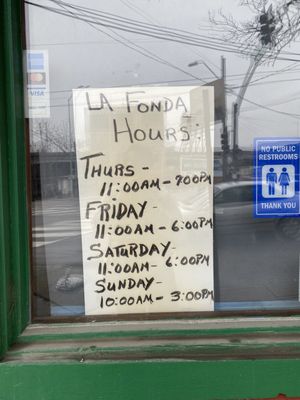 VISA
LA FONDA
HOURS:
THURS -
11:00AM - 7:00PM
FRIDAY -
11:00AM - 6:00PM
SATURDAY -
11:00AM - 6:00PM
SUNDAY -
10:00AM - 3:00PM
NO PUBLIC
RESTROOMS
THANK YOU